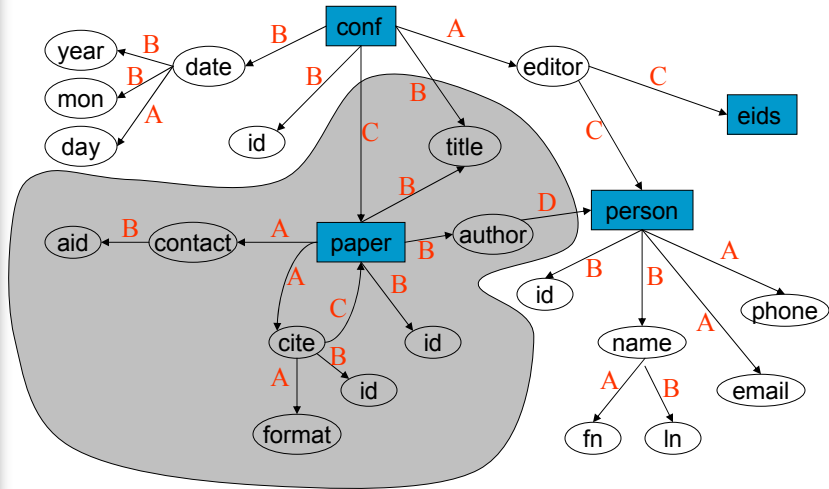 conf
year
B
date
B
B
A
editor
mon
B
day
A
B
id
C
B
title
C
C
eids
B
aid
B
contact
A
paper
B
author
D
person
A
C
B
id
B
id
B
B
A
A
phone
cite
B
A
id
format
name
A
B
email
fn
ln